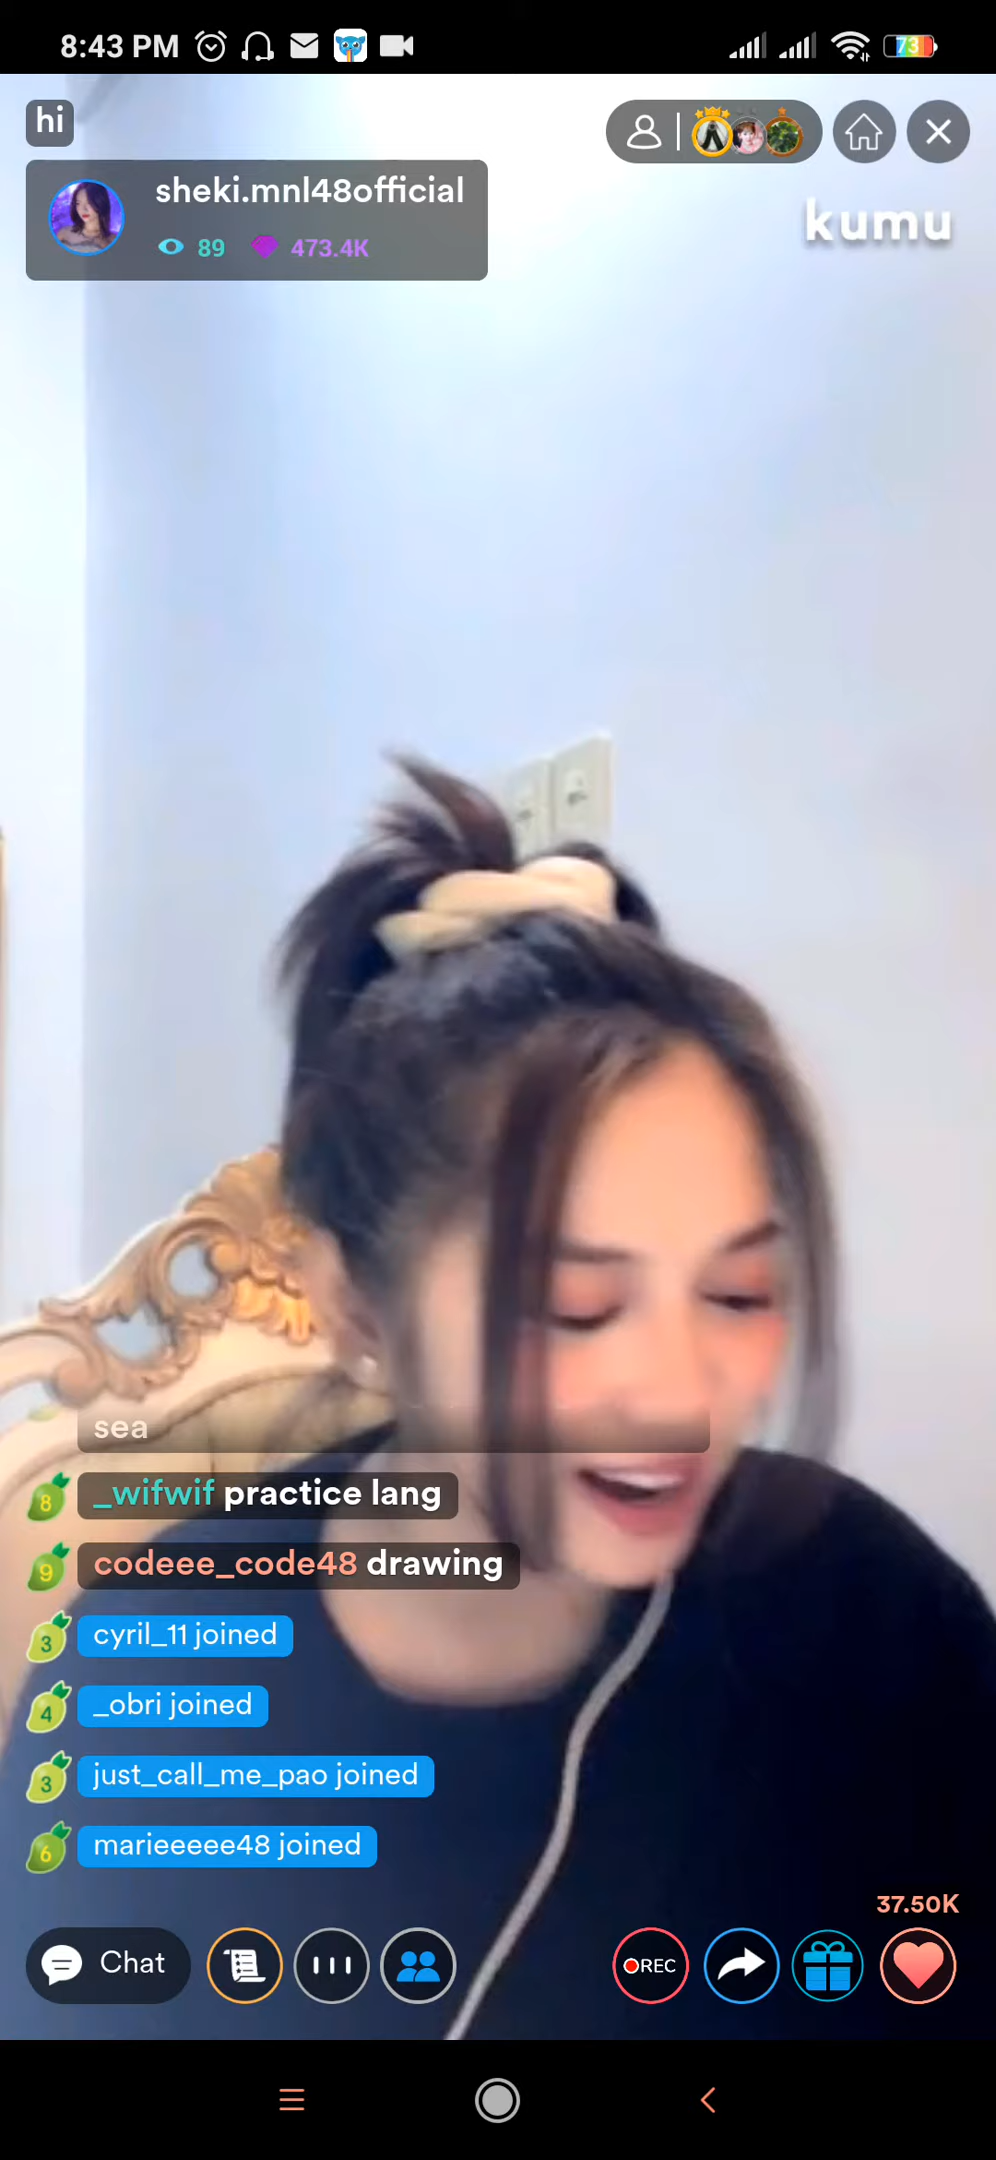 8:43 PM
73
hi
sheki.mnl48official
89 473.4K
kumu
sea
8 _wifwif practice lang
9 codeee_code48 drawing
3 cyril_11 joined
4 _obri joined
3 just_call_me_pao joined
6 marieeeee48 joined
37.50K
Chat
REC